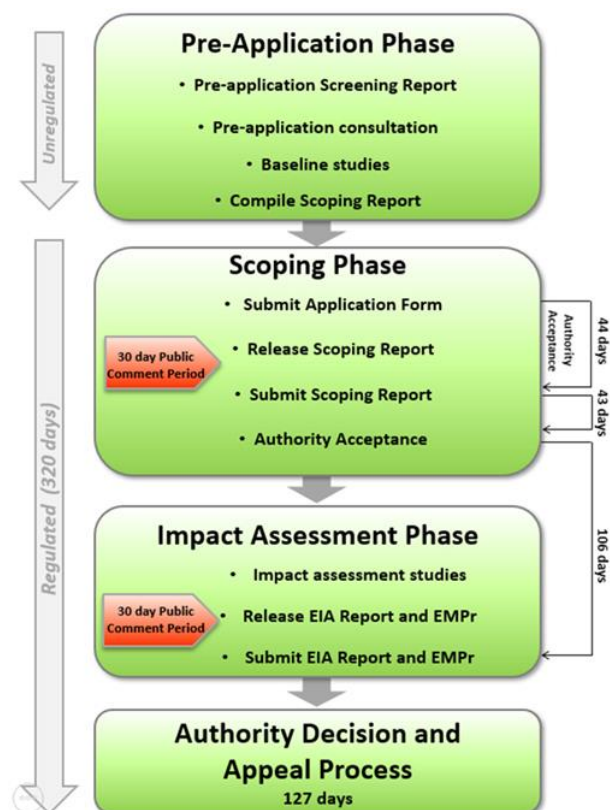 Unregulated
Pre-Application Phase
• Pre-application Screening Report
• Pre-application consultation
• Baseline studies
• Compile Scoping Report
Regulated (320 days)
Scoping Phase
• Submit Application Form
30 day Public
Comment Period
• Release Scoping Report
• Submit Scoping Report
• Authority Acceptance
Authority
Acceptance
44 days
43 days
106 days
Impact Assessment Phase
• Impact assessment studies
30 day Public
Comment Period
• Release EIA Report and EMPr
• Submit EIA Report and EMPr
Authority Decision and
Appeal Process
127 days